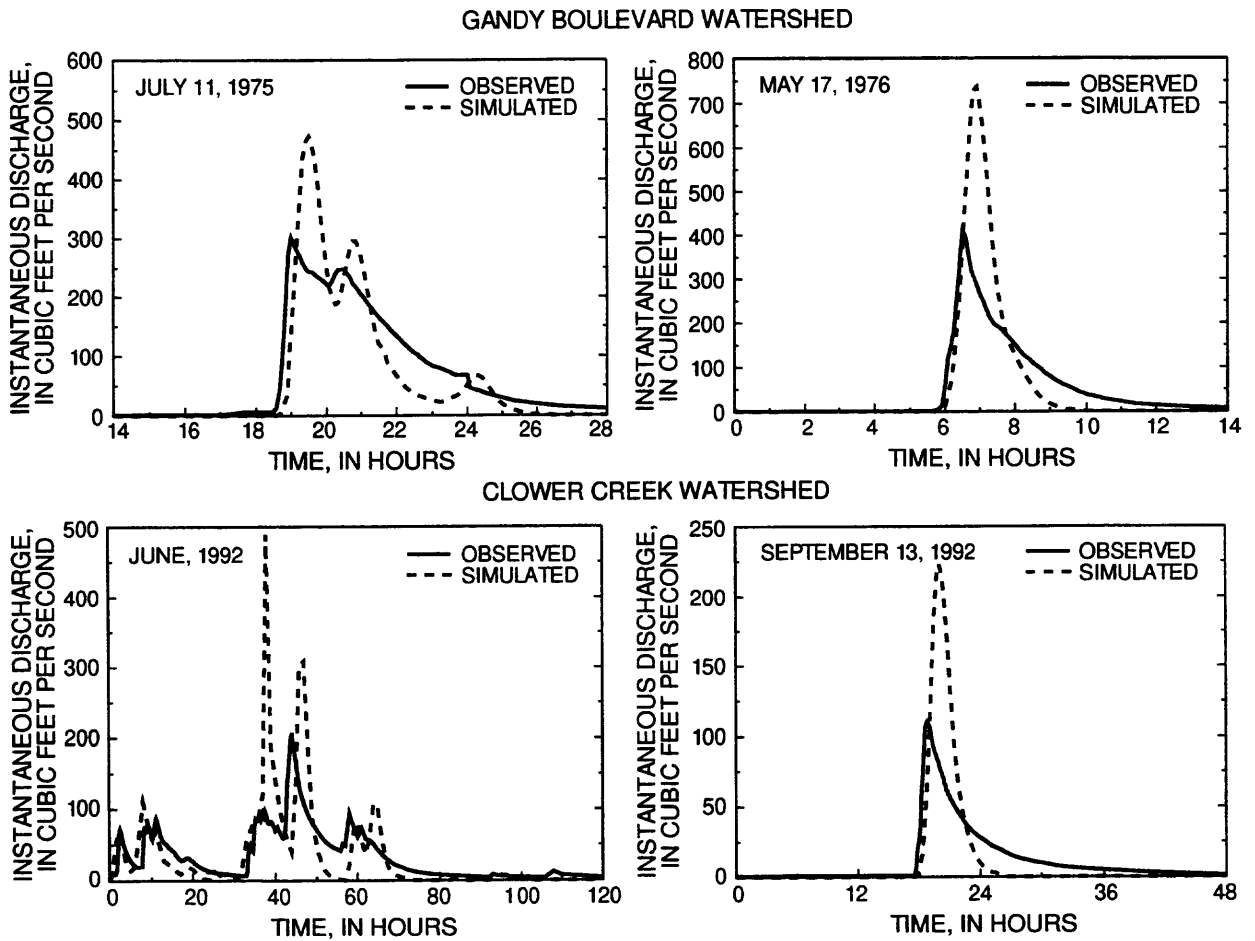 GANDY BOULEVARD WATERSHED
INSTANTANEOUS DISCHARGE,
IN CUBIC FEET PER SECOND
600
500
400
300
200
100
0
JULY 11, 1975
OBSERVED
SIMULATED
14 16 18 20 22 24 26 28
TIME, IN HOURS
INSTANTANEOUS DISCHARGE,
IN CUBIC FEET PER SECOND
800
700
600
500
400
300
200
100
0
MAY 17, 1976
OBSERVED
SIMULATED
0 2 4 6 8 10 12 14
TIME, IN HOURS
CLOWER CREEK WATERSHED
INSTANTANEOUS DISCHARGE,
IN CUBIC FEET PER SECOND
500
400
300
200
100
0
JUNE, 1992
OBSERVED
SIMULATED
0 20 40 60 80 100 120
TIME, IN HOURS
INSTANTANEOUS DISCHARGE,
IN CUBIC FEET PER SECOND
250
200
150
100
50
0
SEPTEMBER 13, 1992
OBSERVED
SIMULATED
0 12 24 36 48
TIME, IN HOURS